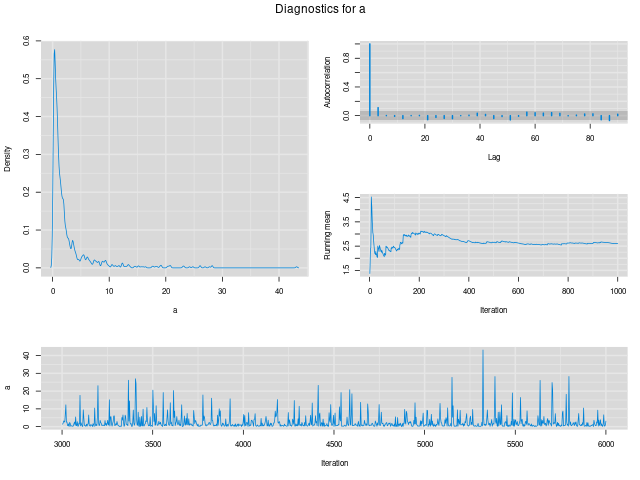 Diagnostics for a
Density
0.0 0.1 0.2 0.3 0.4 0.5 0.6
0 10 20 30 40
a
Autocorrelation
0.0 0.4 0.8
0 20 40 60 80
Lag
Running mean
1.5 2.5 3.5 4.5
0 200 400 600 800 1000
Iteration
a
0 10 20 30 40
3000 3500 4000 4500 5000 5500 6000
Iteration